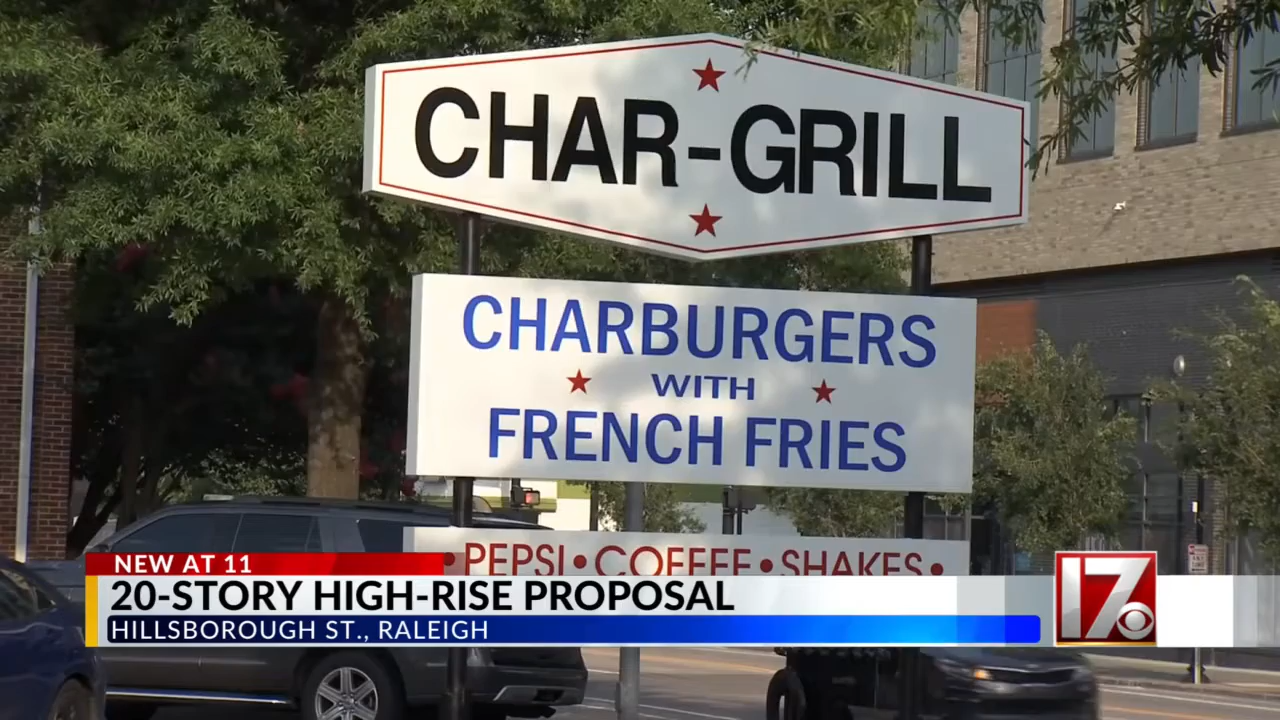 CHAR-GRILL
CHARBURGERS
WITH
FRENCH FRIES
•PEPSI•COFFEE•SHAKES•
NEW AT 11
20-STORY HIGH-RISE PROPOSAL
HILLSBOROUGH ST., RALEIGH
17